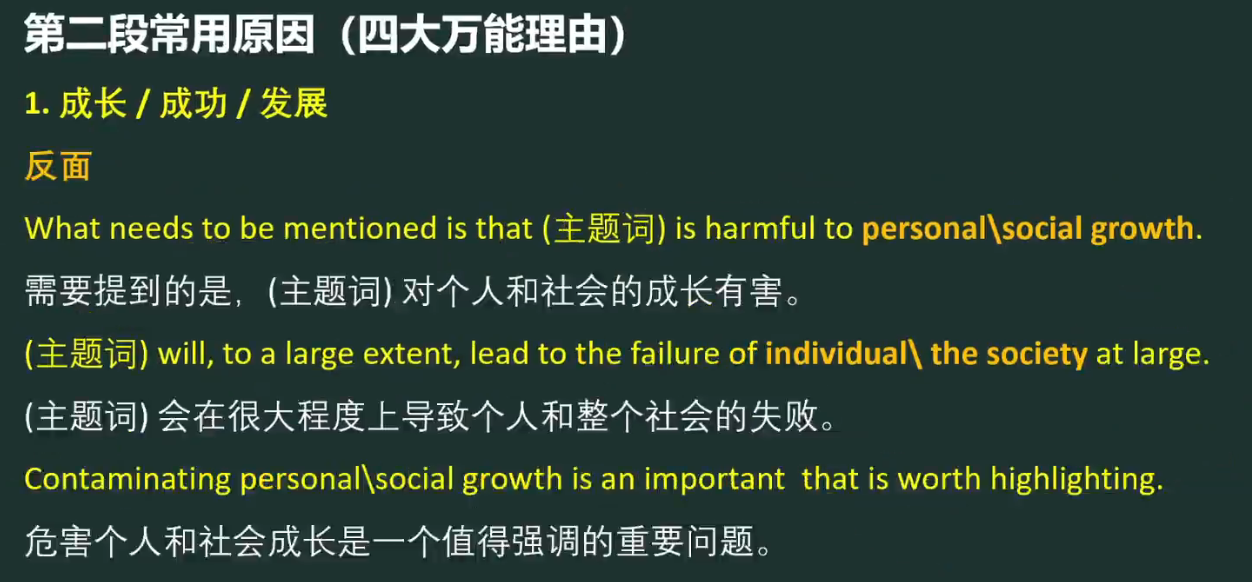 第二段常用原因（四大万能理由）
1. 成长 / 成功 / 发展
反面
What needs to be mentioned is that (主题词) is harmful to personal\social growth.
需要提到的是，(主题词) 对个人和社会的成长有害。
(主题词) will, to a large extent, lead to the failure of individual\ the society at large.
(主题词) 会在很大程度上导致个人和整个社会的失败。
Contaminating personal\social growth is an important  that is worth highlighting.
危害个人和社会成长是一个值得强调的重要问题。